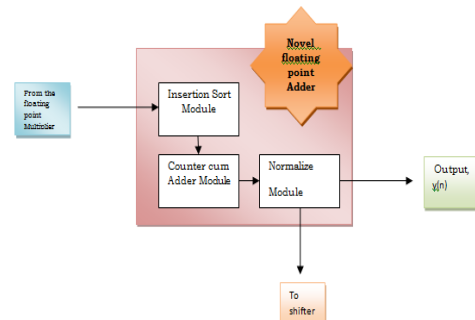 Novel
floating
point
Adder
From the
floating
point
Multiplier
Insertion Sort
Module
Counter cum
Adder Module
Normalize
Module
Output,
y(n)
To
shifter